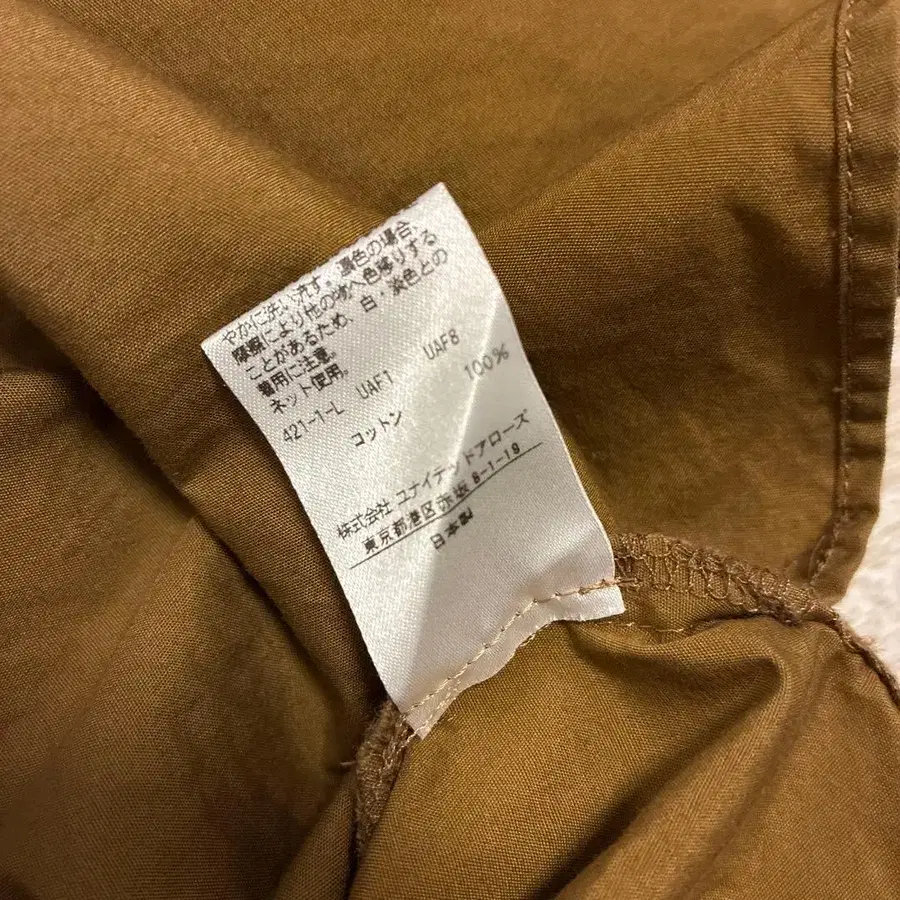 やかに洗い流す。濃色の場合、
摩擦により他の物へ色移りする
ことがあるため、白・淡色との
着用に注意。
ネット使用。
421-1-L UAF1 UAF8
コットン 100%
株式会社 ユナイテッドアローズ
東京都港区赤坂 8-1-19
日本製